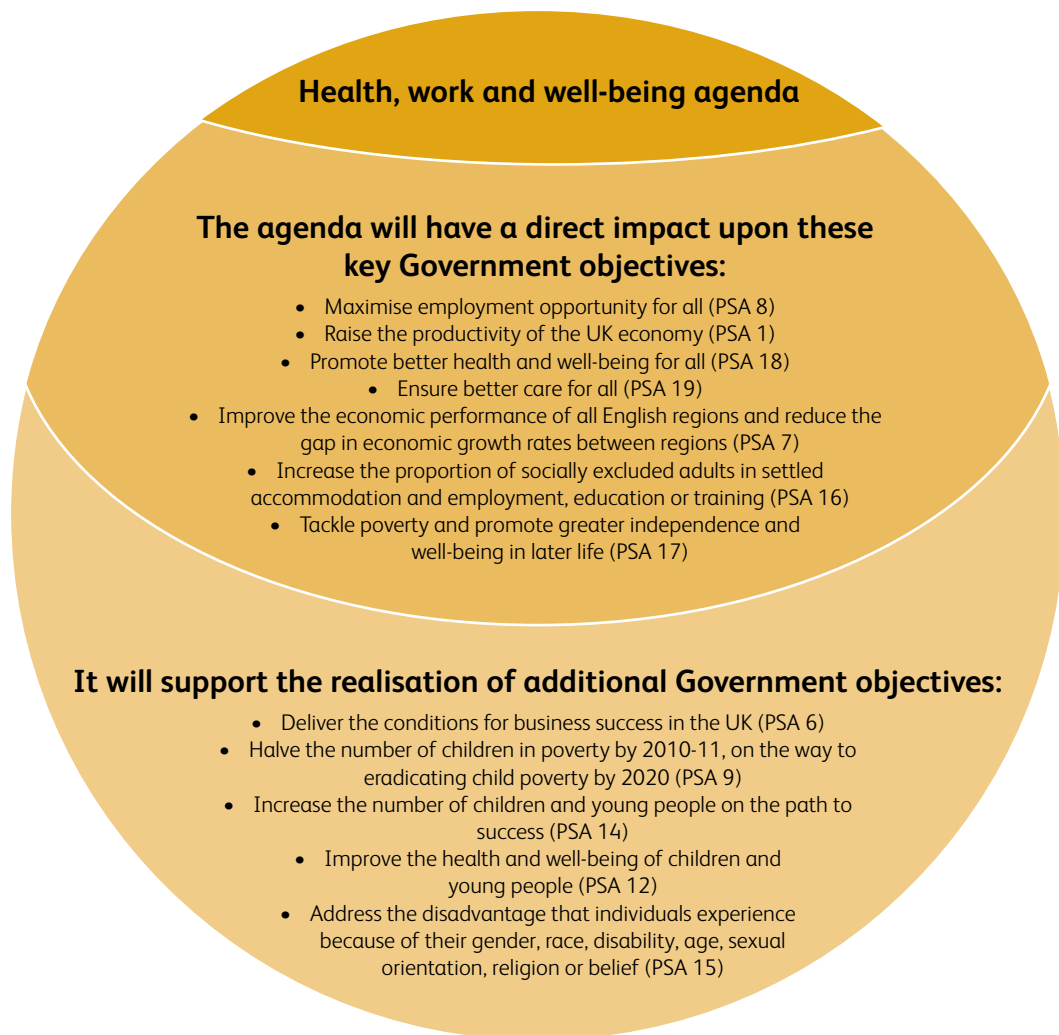 Health, work and well-being agenda
The agenda will have a direct impact upon these
key Government objectives:
• Maximise employment opportunity for all (PSA 8)
• Raise the productivity of the UK economy (PSA 1)
• Promote better health and well-being for all (PSA 18)
• Ensure better care for all (PSA 19)
• Improve the economic performance of all English regions and reduce the
gap in economic growth rates between regions (PSA 7)
• Increase the proportion of socially excluded adults in settled
accommodation and employment, education or training (PSA 16)
• Tackle poverty and promote greater independence and
well-being in later life (PSA 17)
It will support the realisation of additional Government objectives:
• Deliver the conditions for business success in the UK (PSA 6)
• Halve the number of children in poverty by 2010-11, on the way to
eradicating child poverty by 2020 (PSA 9)
• Increase the number of children and young people on the path to
success (PSA 14)
• Improve the health and well-being of children and
young people (PSA 12)
• Address the disadvantage that individuals experience
because of their gender, race, disability, age, sexual
orientation, religion or belief (PSA 15)